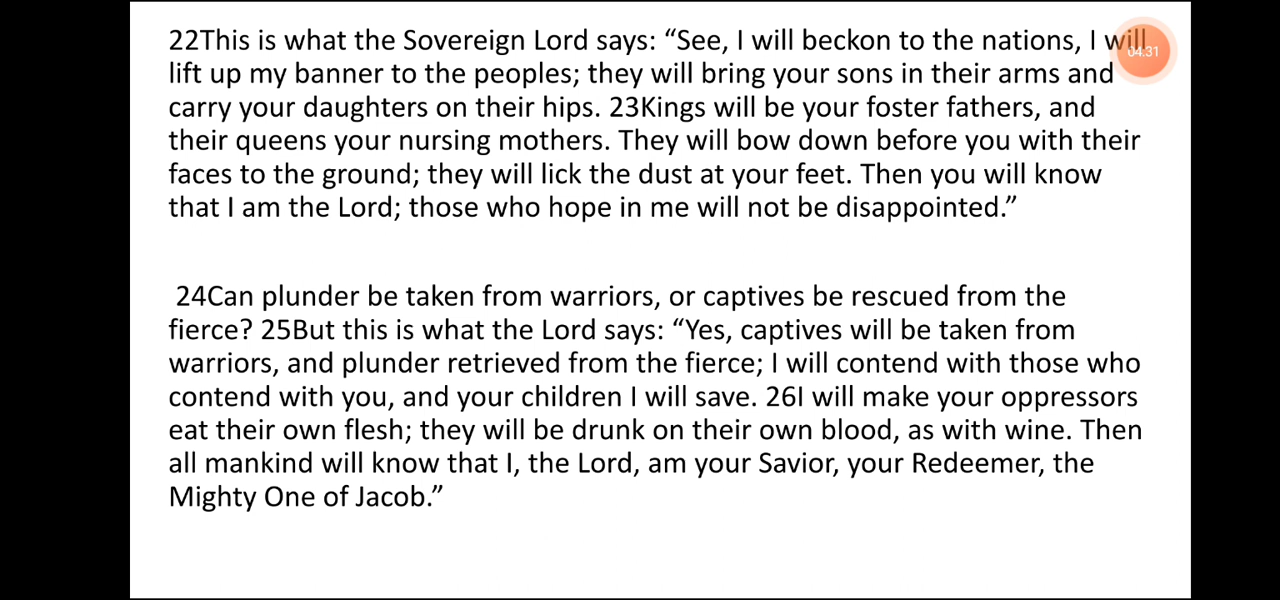 22This is what the Sovereign Lord says: “See, I will beckon to the nations, I will
lift up my banner to the peoples; they will bring your sons in their arms and
carry your daughters on their hips. 23Kings will be your foster fathers, and
their queens your nursing mothers. They will bow down before you with their
faces to the ground; they will lick the dust at your feet. Then you will know
that I am the Lord; those who hope in me will not be disappointed.”
24Can plunder be taken from warriors, or captives be rescued from the
fierce? 25But this is what the Lord says: “Yes, captives will be taken from
warriors, and plunder retrieved from the fierce; I will contend with those who
contend with you, and your children I will save. 26I will make your oppressors
eat their own flesh; they will be drunk on their own blood, as with wine. Then
all mankind will know that I, the Lord, am your Savior, your Redeemer, the
Mighty One of Jacob.”
04:31